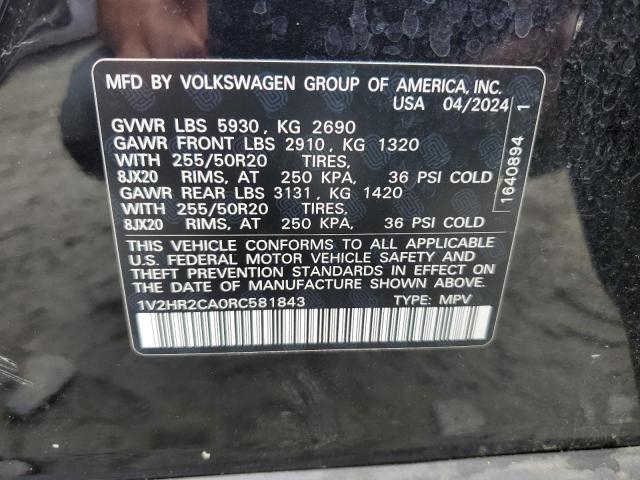 MFD BY VOLKSWAGEN GROUP OF AMERICA, INC.
USA 04/2024
GVWR LBS 5930, KG 2690
GAWR FRONT LBS 2910, KG 1320
WITH 255/50R20 TIRES,
8JX20 RIMS, AT 250 KPA, 36 PSI COLD
GAWR REAR LBS 3131, KG 1420
WITH 255/50R20 TIRES,
8JX20 RIMS, AT 250 KPA, 36 PSI COLD
THIS VEHICLE CONFORMS TO ALL APPLICABLE
U.S. FEDERAL MOTOR VEHICLE SAFETY AND
THEFT PREVENTION STANDARDS IN EFFECT ON
THE DATE OF MANUFACTURE SHOWN ABOVE.
1V2HR2CA0RC581843 TYPE: MPV
1640894 1